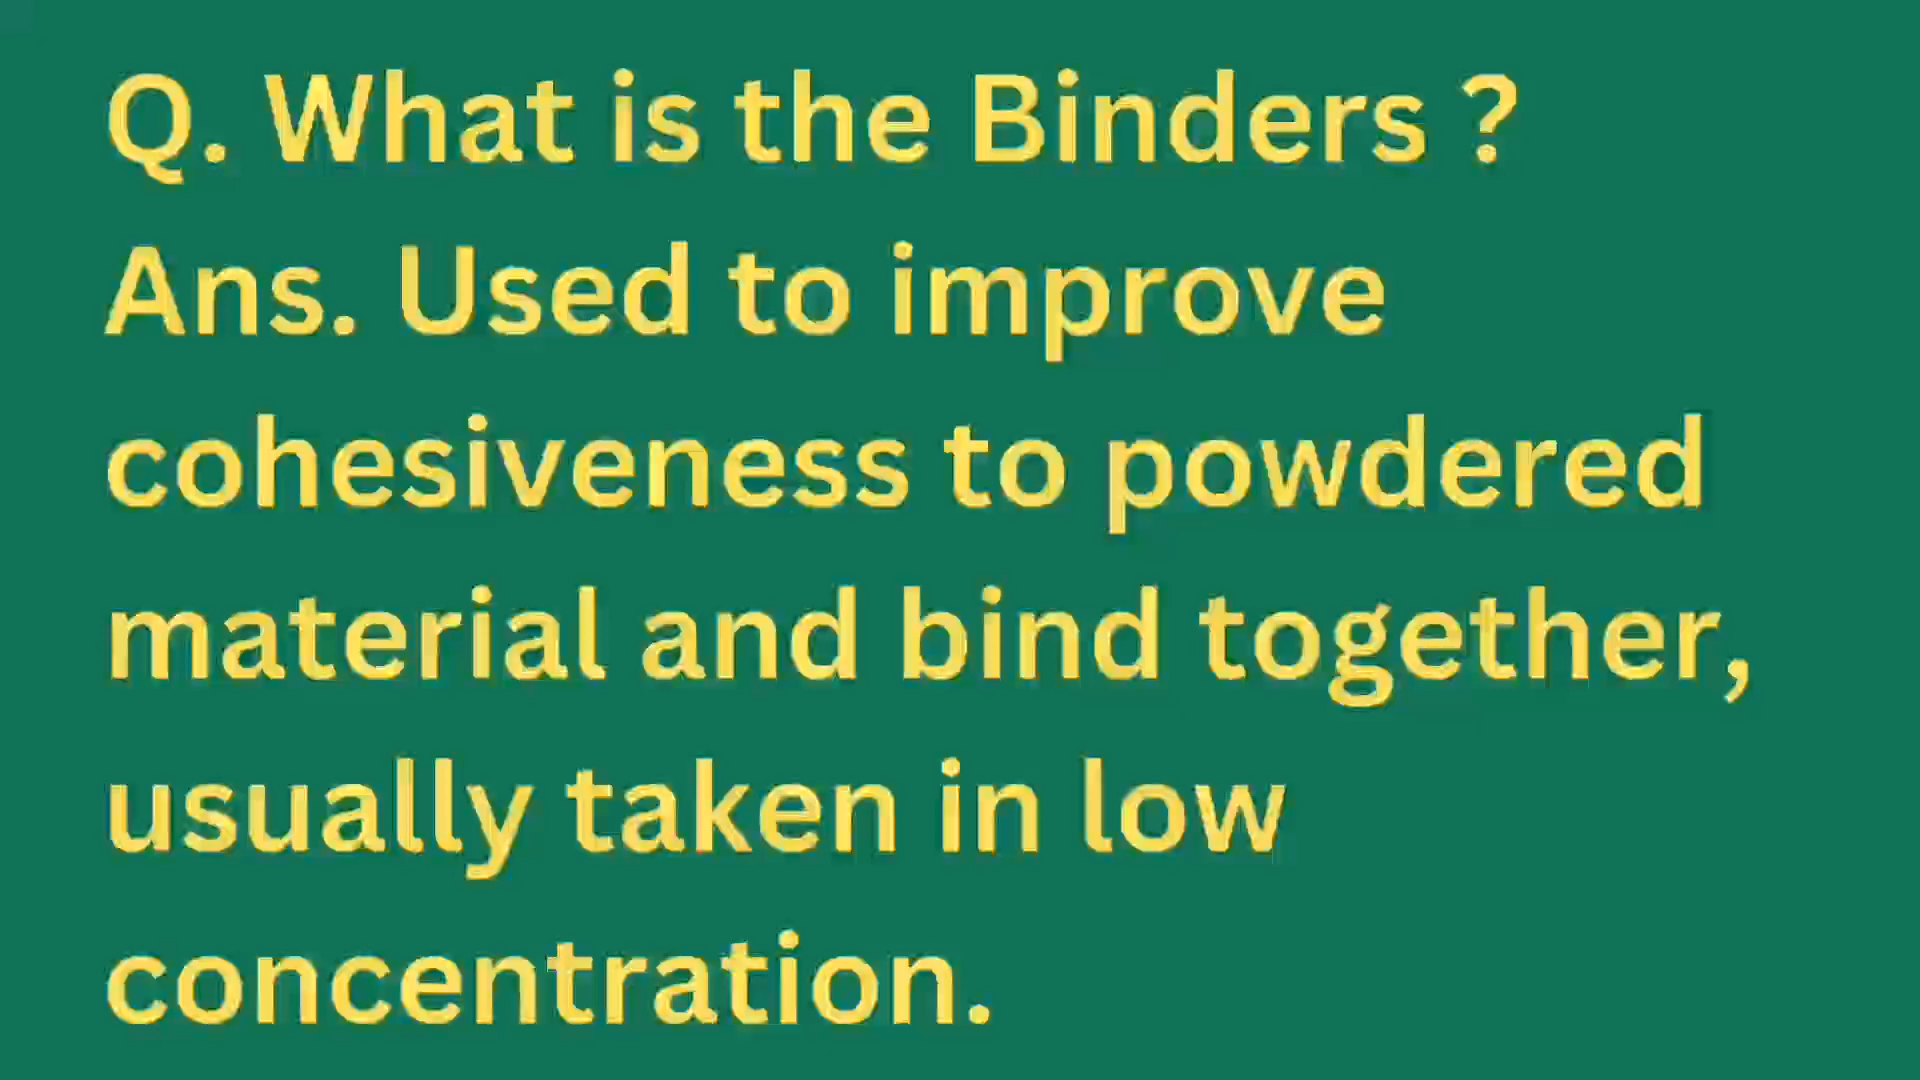 Q. What is the Binders ?
Ans. Used to improve
cohesiveness to powdered
material and bind together,
usually taken in low
concentration.